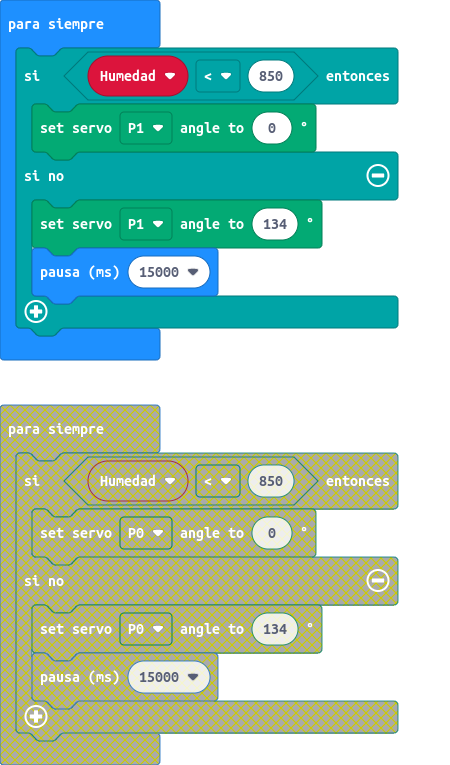 para siempre
si Humedad < 850 entonces
set servo P1 angle to 0 °
si no
set servo P1 angle to 134 °
pausa (ms) 15000
para siempre
si Humedad < 850 entonces
set servo P0 angle to 0 °
si no
set servo P0 angle to 134 °
pausa (ms) 15000